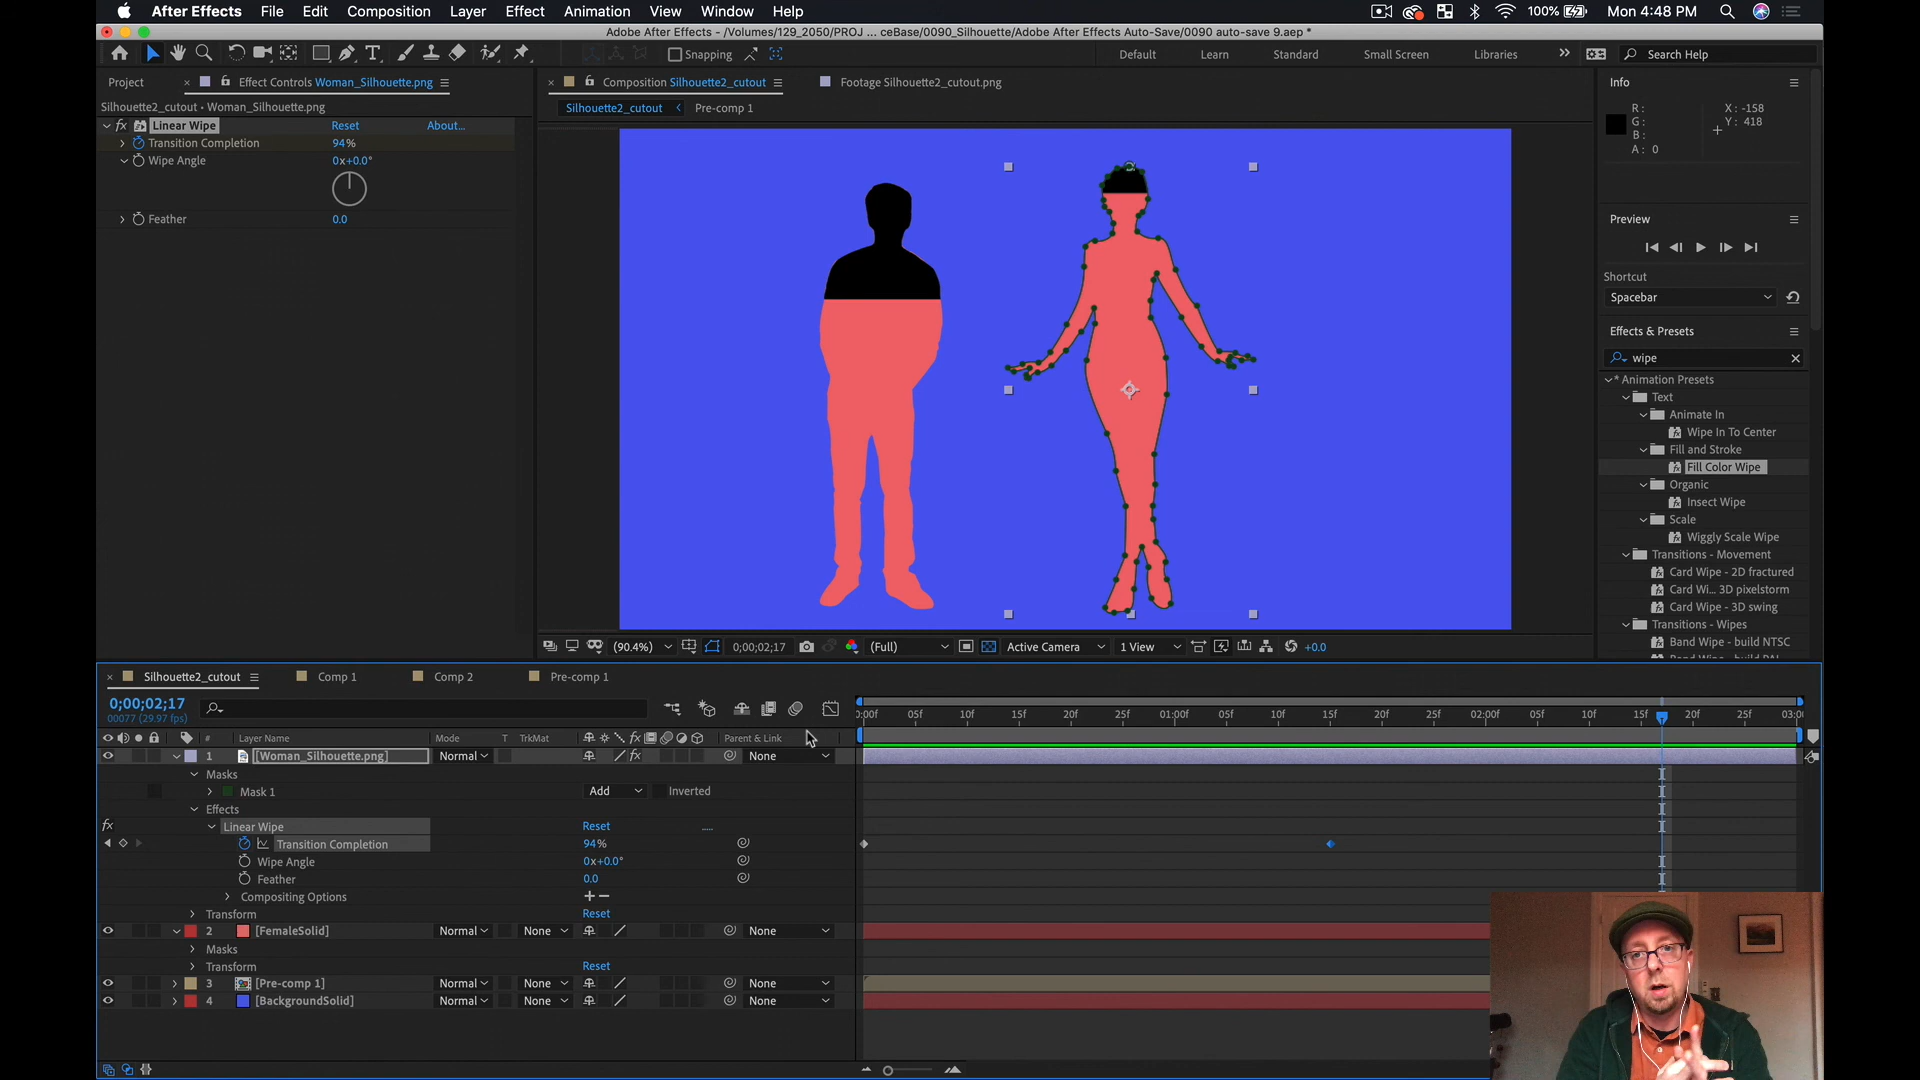 After Effects File Edit Composition Layer Effect Animation View Window Help 100% Mon 4:48 PM
Adobe After Effects - /Volumes/129_2050/PROJ ... ceBase/0090_Silhouette/Adobe After Effects Auto-Save/0090 auto-save 9.aep *
Snapping Default Learn Standard Small Screen Libraries Search Help
Project Effect Controls Woman_Silhouette.png
Silhouette2_cutout • Woman_Silhouette.png
fx Linear Wipe Reset About...
Transition Completion 94%
Wipe Angle 0x+0.0°
Feather 0.0
Composition Silhouette2_cutout Footage Silhouette2_cutout.png
Silhouette2_cutout Pre-comp 1
(90.4%) 0;00;02;17 (Full) Active Camera 1 View +0.0
Info
R: X: -158
G: Y: 418
B:
A: 0
Preview
Shortcut
Spacebar
Effects & Presets
wipe
* Animation Presets
Text
Animate In
Wipe In To Center
Fill and Stroke
Fill Color Wipe
Organic
Insert Wipe
Scale
Wiggly Scale Wipe
Transitions - Movement
Card Wipe - 2D fractured
Card Wi... 3D pixelstorm
Card Wipe - 3D swing
Transitions - Wipes
Band Wipe - build NTSC
Silhouette2_cutout Comp 1 Comp 2 Pre-comp 1
0;00;02;17
00077 (29.97 fps)
:00f 05f 10f 15f 20f 25f 01:00f 05f 10f 15f 20f 25f 02:00f 05f 10f 15f 20f 25f 03:00
# Layer Name Mode T TrkMat Parent & Link
1 [Woman_Silhouette.png] Normal None
Masks
Mask 1 Add Inverted
Effects
fx Linear Wipe Reset .....
Transition Completion 94%
Wipe Angle 0x+0.0°
Feather 0.0
Compositing Options + −
Transform Reset
2 [FemaleSolid] Normal None None
Masks
Transform Reset
3 [Pre-comp 1] Normal None None
4 [BackgroundSolid] Normal None None